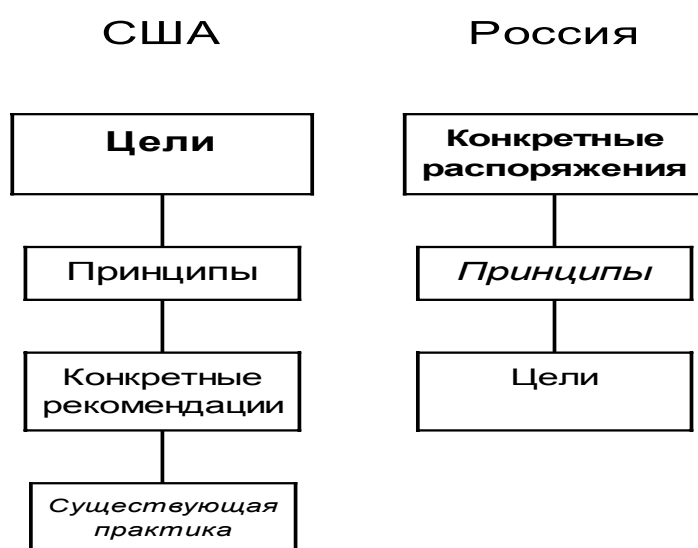 США
Россия
Цели
Конкретные
распоряжения
Принципы
Принципы
Конкретные
рекомендации
Цели
Существующая
практика